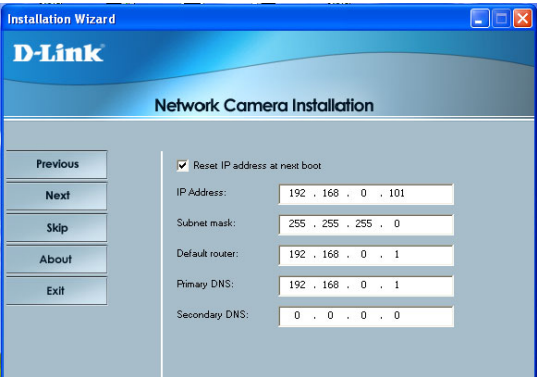 Installation Wizard
D-Link
Network Camera Installation
Previous
Next
Skip
About
Exit
Reset IP address at next boot
IP Address: 192 . 168 . 0 . 101
Subnet mask: 255 . 255 . 255 . 0
Default router: 192 . 168 . 0 . 1
Primary DNS: 192 . 168 . 0 . 1
Secondary DNS: 0 . 0 . 0 . 0